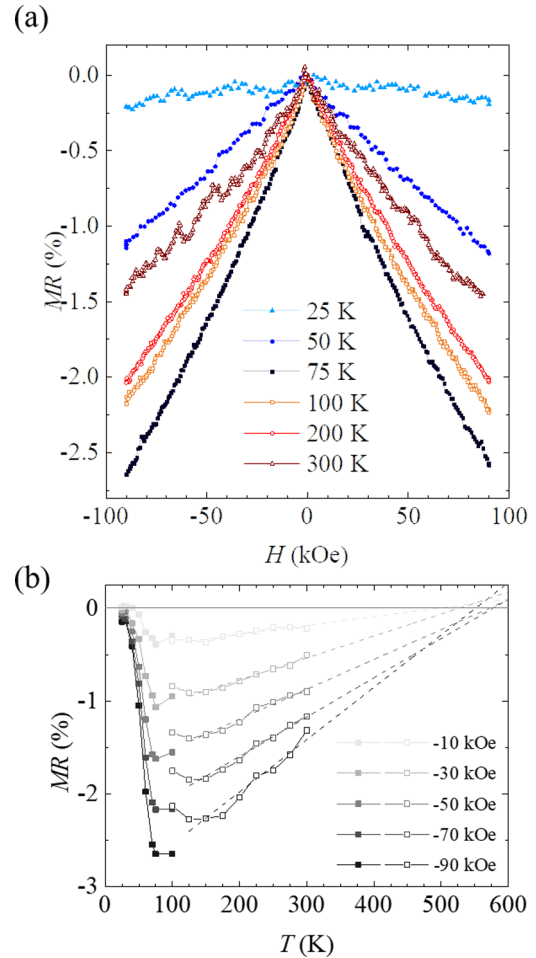 (a)
0.0
-0.5
-1.0
-1.5
-2.0
-2.5
MR (%)
25 K
50 K
75 K
100 K
200 K
300 K
-100 -50 0 50 100
H (kOe)
(b)
0
-1
-2
-3
MR (%)
-10 kOe
-30 kOe
-50 kOe
-70 kOe
-90 kOe
0 100 200 300 400 500 600
T (K)